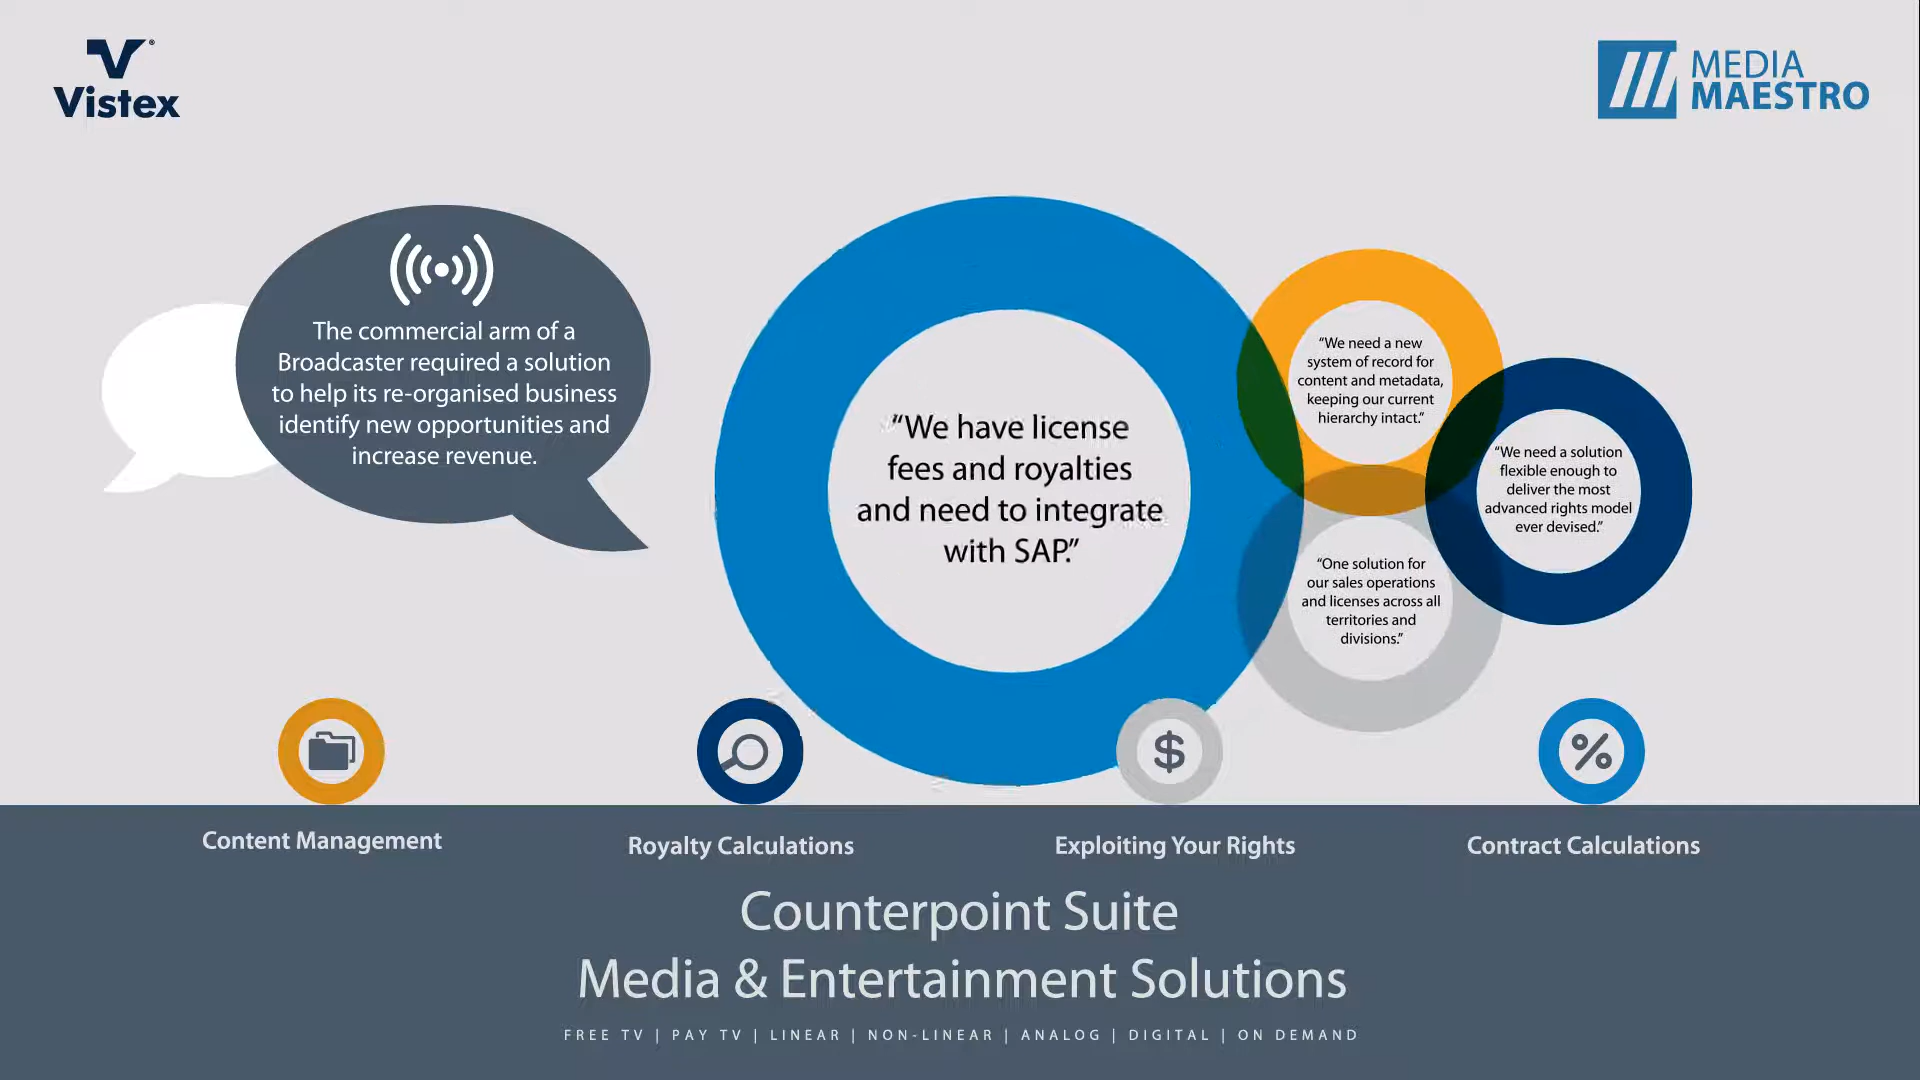 Vistex
MEDIA
MAESTRO
The commercial arm of a
Broadcaster required a solution
to help its re-organised business
identify new opportunities and
increase revenue.
“We have license
fees and royalties
and need to integrate
with SAP.”
“We need a new
system of record for
content and metadata,
keeping our current
hierarchy intact.”
“We need a solution
flexible enough to
deliver the most
advanced rights model
ever devised.”
“One solution for
our sales operations
and licenses across all
territories and
divisions.”
Content Management
Royalty Calculations
Exploiting Your Rights
Contract Calculations
Counterpoint Suite
Media & Entertainment Solutions
FREE TV | PAY TV | LINEAR | NON-LINEAR | ANALOG | DIGITAL | ON DEMAND